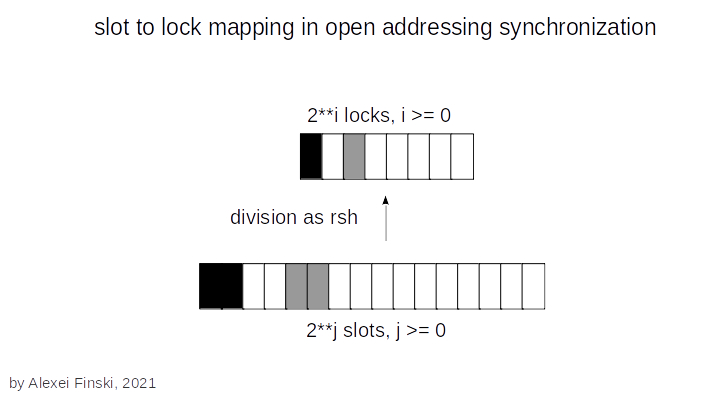 slot to lock mapping in open addressing synchronization
2**i locks, i >= 0
division as rsh
2**j slots, j >= 0
by Alexei Finski, 2021